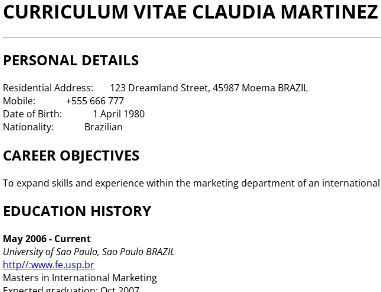 CURRICULUM VITAE CLAUDIA MARTINEZ
PERSONAL DETAILS
Residential Address: 123 Dreamland Street, 45987 Moema BRAZIL
Mobile: +555 666 777
Date of Birth: 1 April 1980
Nationality: Brazilian
CAREER OBJECTIVES
To expand skills and experience within the marketing department of an international
EDUCATION HISTORY
May 2006 - Current
University of Sao Paulo, Sao Paulo BRAZIL
http//:www.fe.usp.br
Masters in International Marketing
Expected graduation: Oct 2007